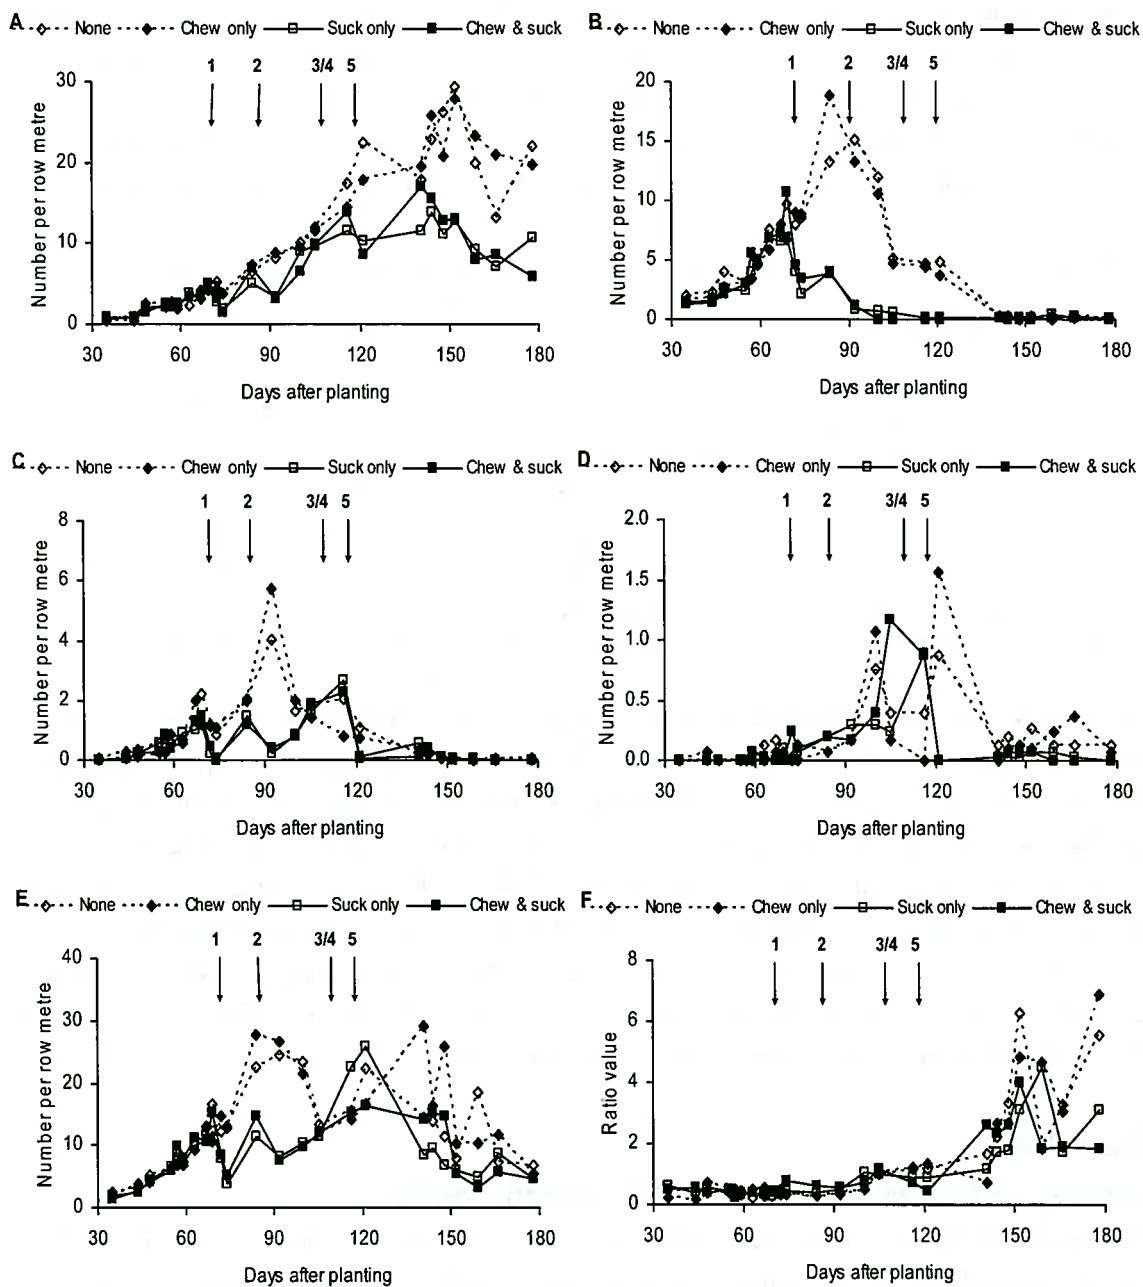 A None Chew only Suck only Chew & suck
1 2 3/4 5
Number per row metre
30
20
10
0
30 60 90 120 150 180
Days after planting
B None Chew only Suck only Chew & suck
1 2 3/4 5
Number per row metre
20
15
10
5
0
30 60 90 120 150 180
Days after planting
C None Chew only Suck only Chew & suck
1 2 3/4 5
Number per row metre
8
6
4
2
0
30 60 90 120 150 180
Days after planting
D None Chew only Suck only Chew & suck
1 2 3/4 5
Number per row metre
2.0
1.5
1.0
0.5
0
30 60 90 120 150 180
Days after planting
E None Chew only Suck only Chew & suck
1 2 3/4 5
Number per row metre
40
30
20
10
0
30 60 90 120 150 180
Days after planting
F None Chew only Suck only Chew & suck
1 2 3/4 5
Ratio value
8
6
4
2
0
30 60 90 120 150 180
Days after planting